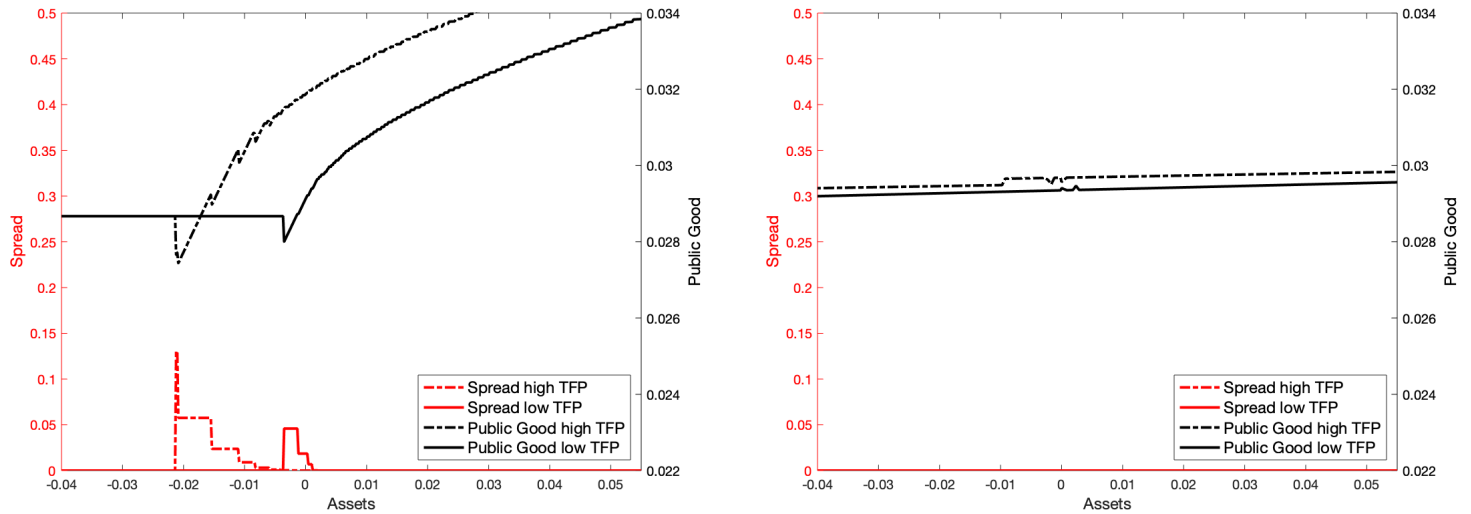 0.5
0.45
0.4
0.35
0.3
0.25
0.2
0.15
0.1
0.05
0
Spread
0.034
0.032
0.03
0.028
0.026
0.024
0.022
Public Good
-0.04 -0.03 -0.02 -0.01 0 0.01 0.02 0.03 0.04 0.05
Assets
Spread high TFP
Spread low TFP
Public Good high TFP
Public Good low TFP
0.5
0.45
0.4
0.35
0.3
0.25
0.2
0.15
0.1
0.05
0
Spread
0.034
0.032
0.03
0.028
0.026
0.024
0.022
Public Good
-0.04 -0.03 -0.02 -0.01 0 0.01 0.02 0.03 0.04 0.05
Assets
Spread high TFP
Spread low TFP
Public Good high TFP
Public Good low TFP